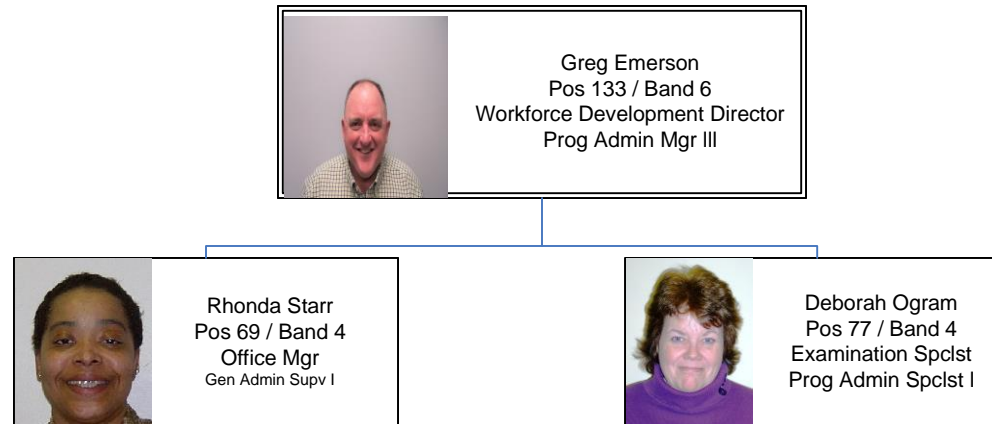 Greg Emerson
Pos 133 / Band 6
Workforce Development Director
Prog Admin Mgr III
Rhonda Starr
Pos 69 / Band 4
Office Mgr
Gen Admin Supv I
Deborah Ogram
Pos 77 / Band 4
Examination Spclst
Prog Admin Spclst I